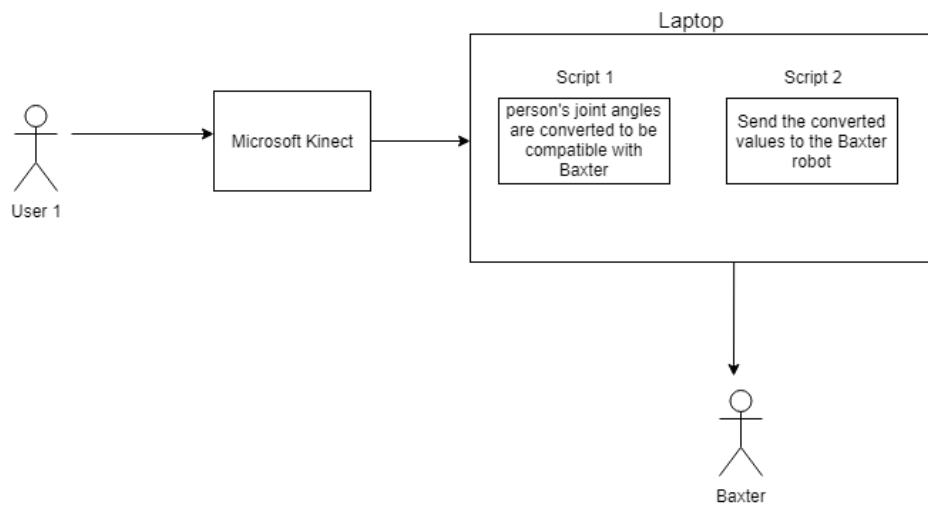 Laptop
Script 1
Script 2
person's joint angles
are converted to be
compatible with
Baxter
Send the converted
values to the Baxter
robot
Microsoft Kinect
User 1
Baxter